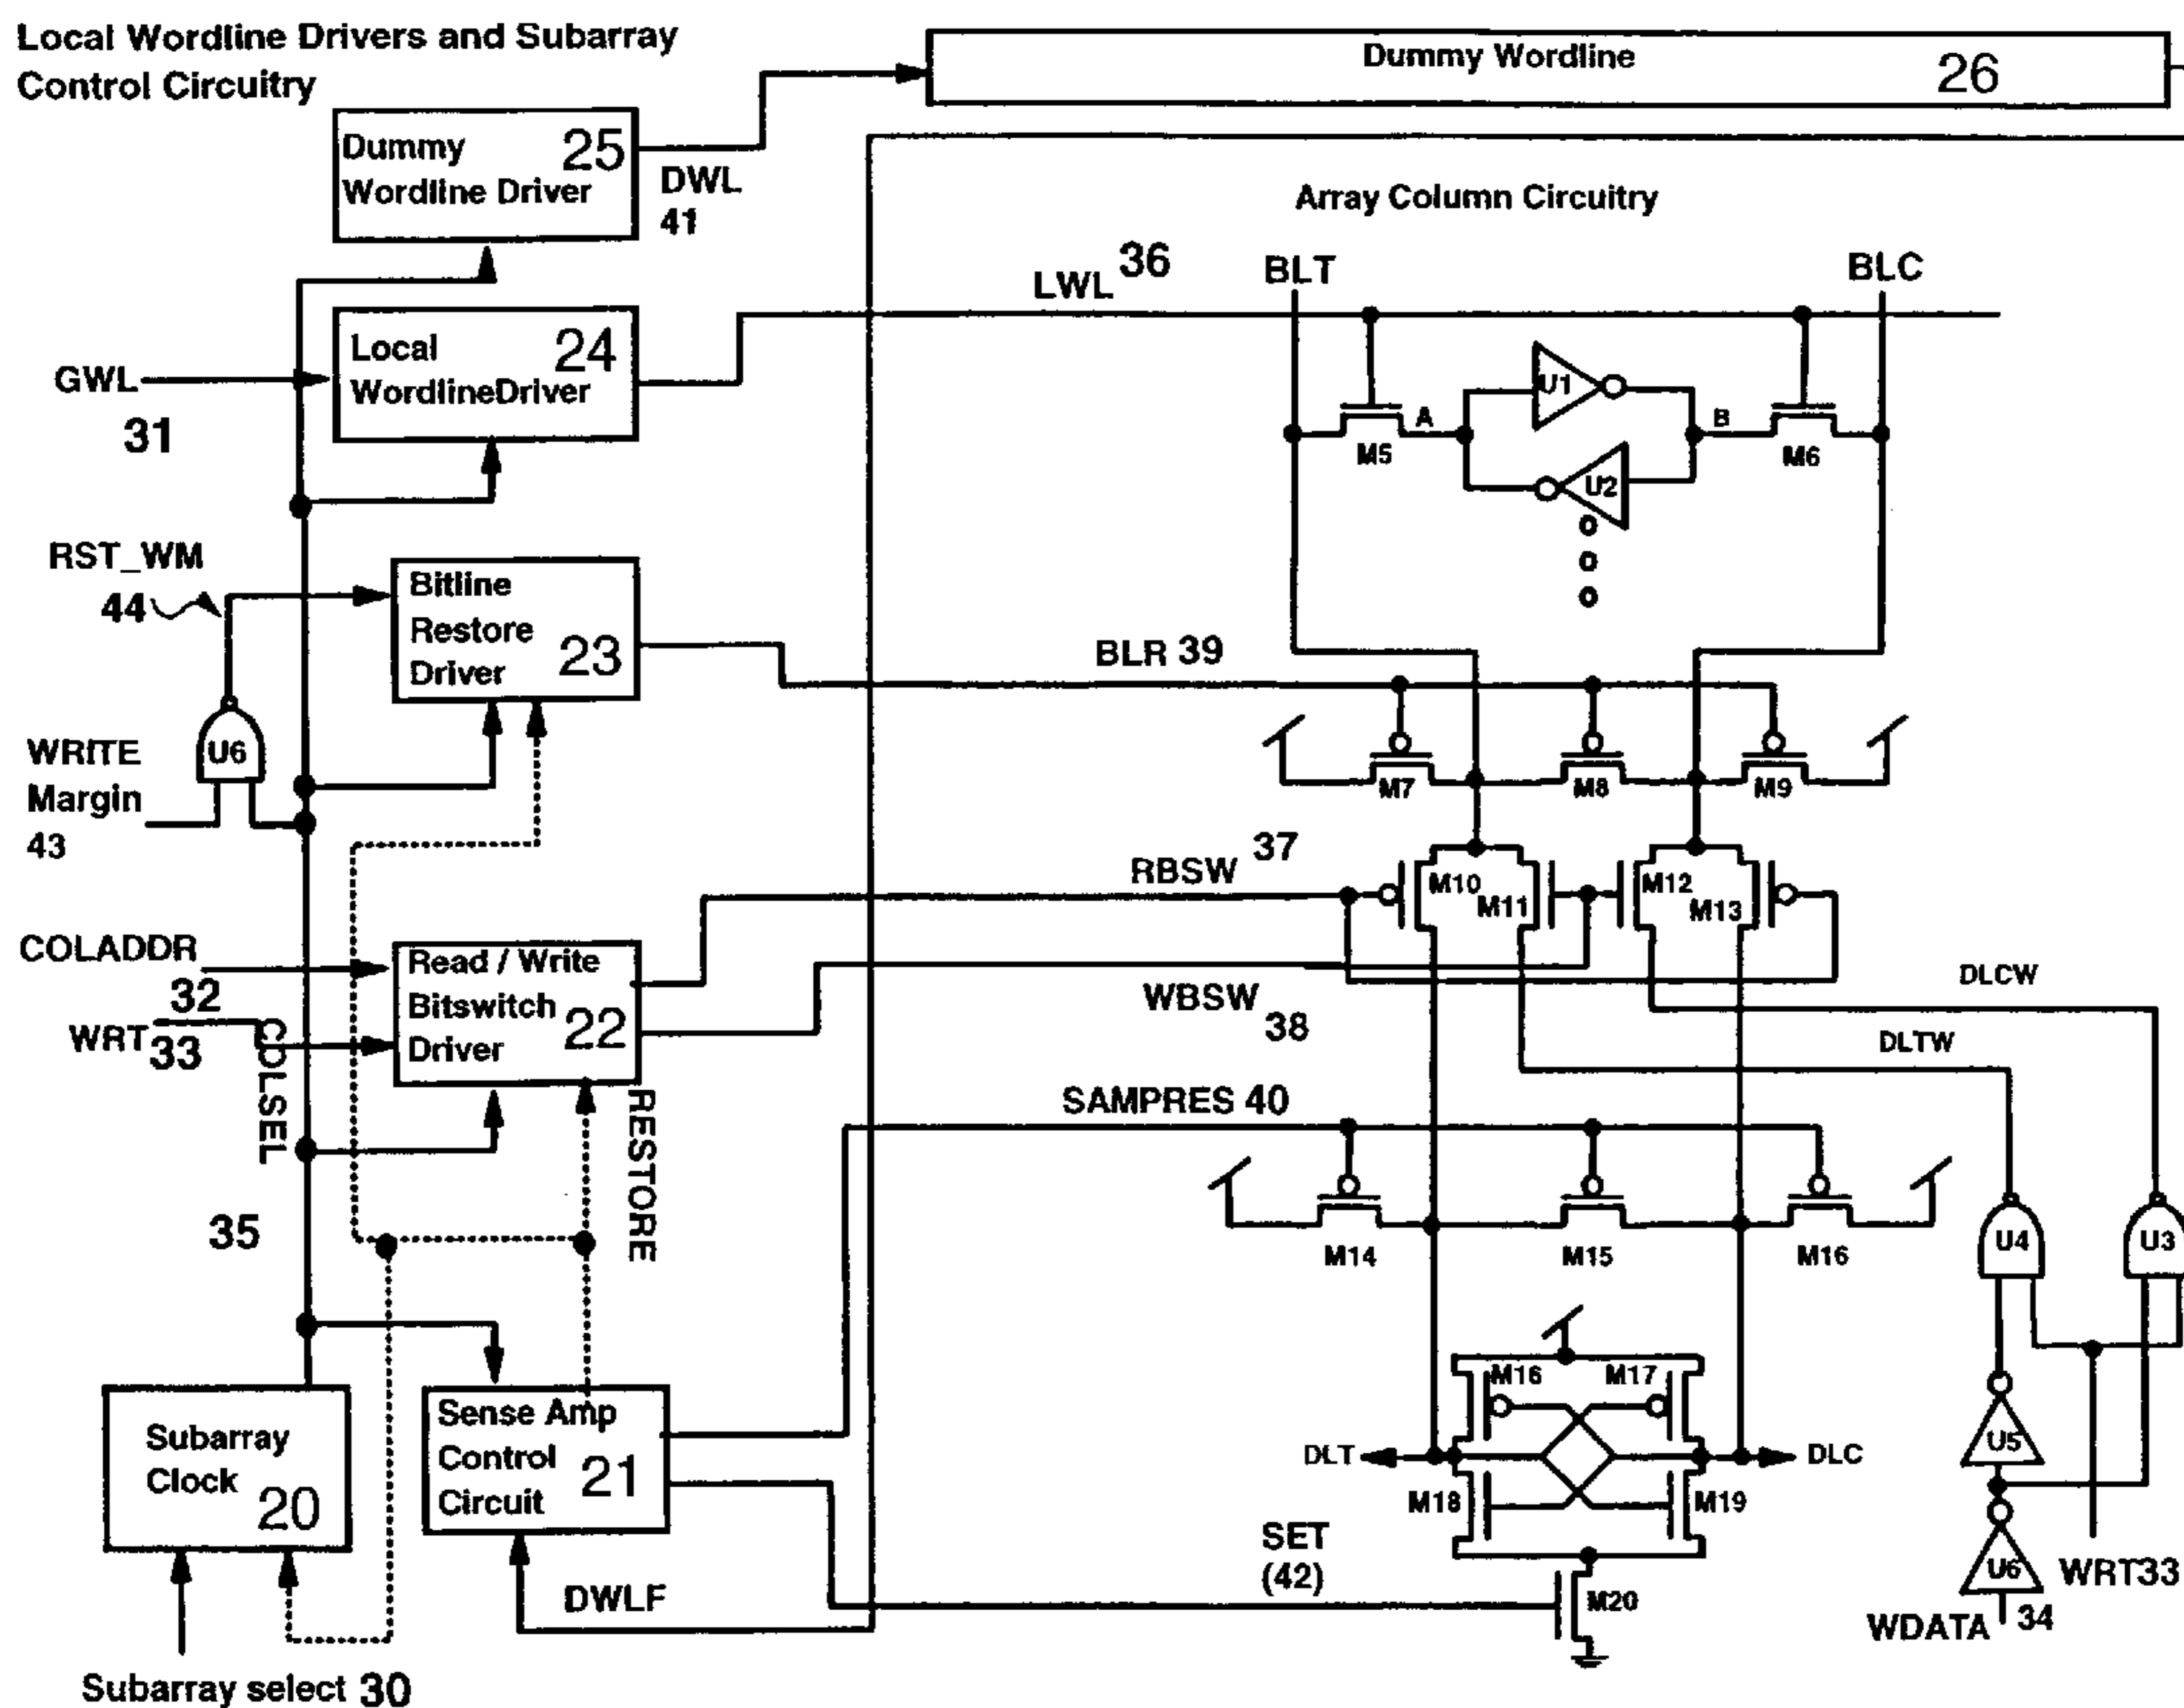 Local Wordline Drivers and Subarray
Control Circuitry
Dummy Wordline
26
Dummy
Wordline Driver
25
DWL
41
Array Column Circuitry
LWL 36
BLT
BLC
Local
WordlineDriver
24
GWL
31
U1
A
B
M5
M6
U2
RST_WM
44
Bitline
Restore
Driver
23
BLR 39
U6
WRITE
Margin
43
M7
M8
M9
RBSW 37
M10
M11
M12
M13
COLADDR
32
WRT 33
COLSEL
Read / Write
Bitswitch
Driver
22
WBSW
38
DLCW
DLTW
RESTORE
SAMPRES 40
35
M14
M15
M16
U4
U3
M16
M17
Subarray
Clock
20
Sense Amp
Control
Circuit
21
DLT
DLC
U5
M18
M19
SET
(42)
DWLF
M20
U6
WRT33
WDATA 34
Subarray select 30